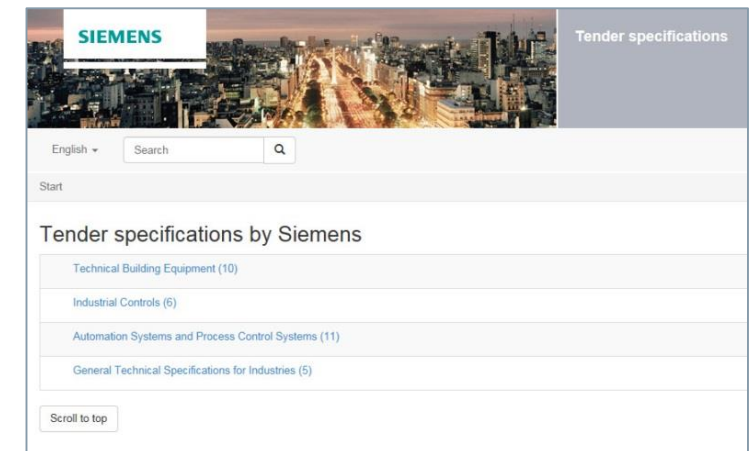 SIEMENS
Tender specifications
English
Search
Start
Tender specifications by Siemens
Technical Building Equipment (10)
Industrial Controls (6)
Automation Systems and Process Control Systems (11)
General Technical Specifications for Industries (5)
Scroll to top